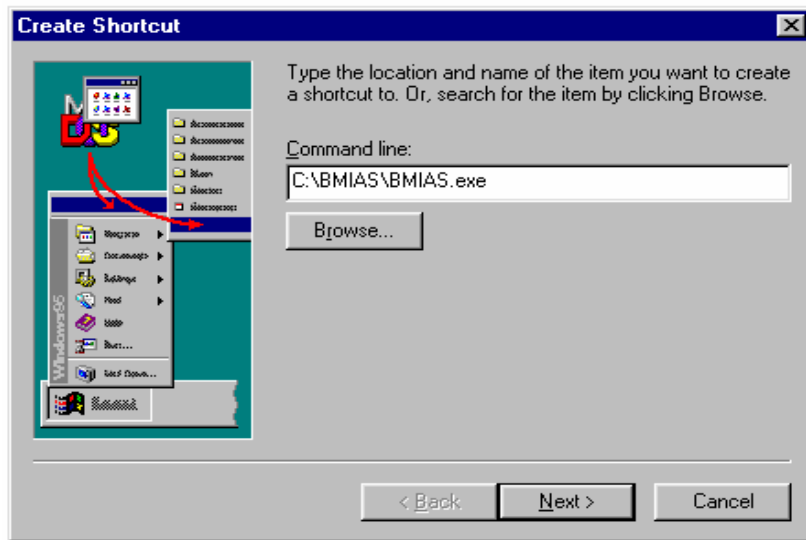 Create Shortcut
Type the location and name of the item you want to create
a shortcut to. Or, search for the item by clicking Browse.
Command line:
C:\BMIAS\BMIAS.exe
Browse...
Windows95
< Back
Next >
Cancel